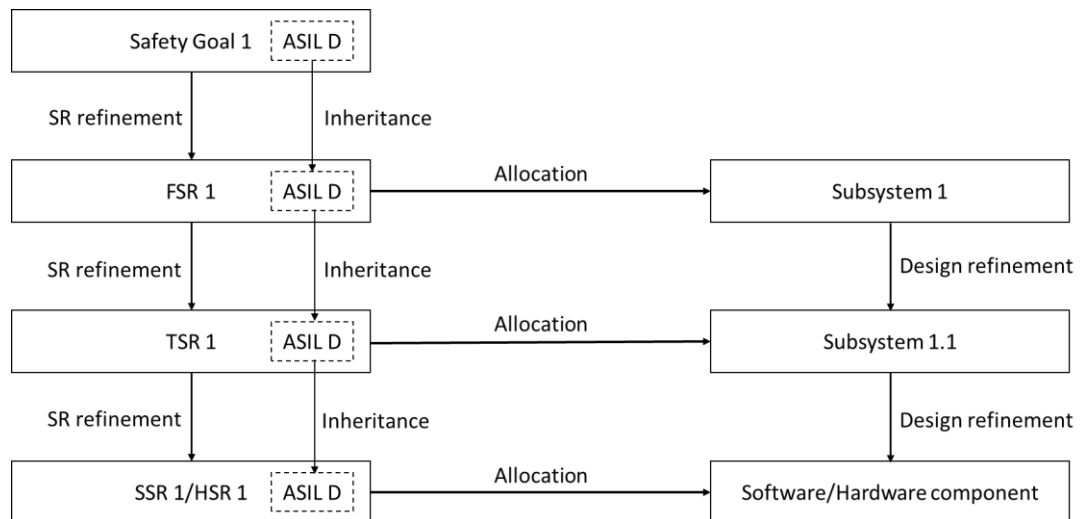 Safety Goal 1 ASIL D
SR refinement Inheritance
FSR 1 ASIL D Allocation Subsystem 1
SR refinement Inheritance Design refinement
TSR 1 ASIL D Allocation Subsystem 1.1
SR refinement Inheritance Design refinement
SSR 1/HSR 1 ASIL D Allocation Software/Hardware component